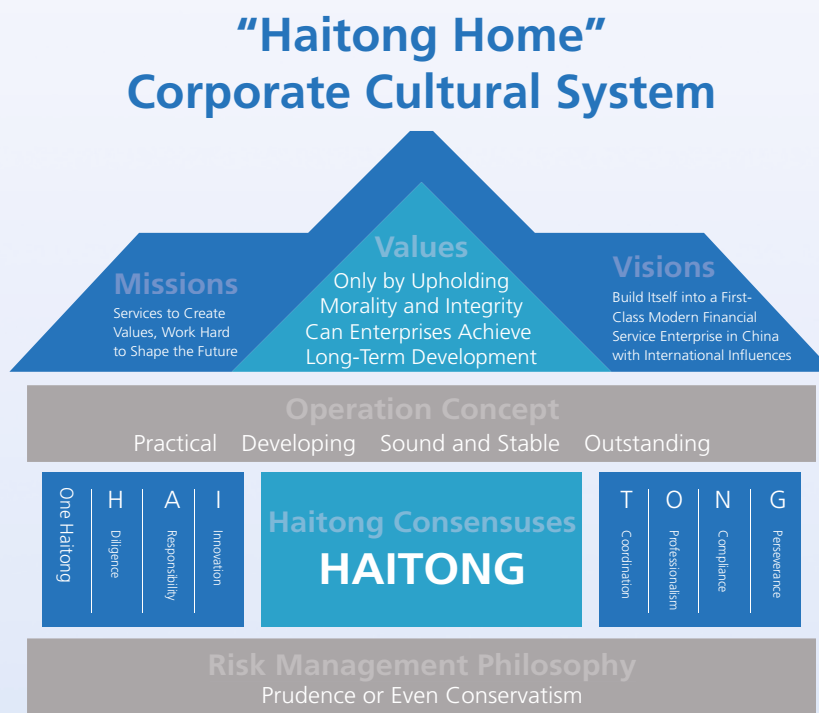 “Haitong Home”
Corporate Cultural System
Missions
Services to Create
Values, Work Hard
to Shape the Future
Values
Only by Upholding
Morality and Integrity
Can Enterprises Achieve
Long-Term Development
Visions
Build Itself into a First-
Class Modern Financial
Service Enterprise in China
with International Influences
Operation Concept
Practical Developing Sound and Stable Outstanding
One Haitong
H
Diligence
A
Responsibility
I
Innovation
Haitong Consensuses
HAITONG
T
Coordination
O
Professionalism
N
Compliance
G
Perseverance
Risk Management Philosophy
Prudence or Even Conservatism